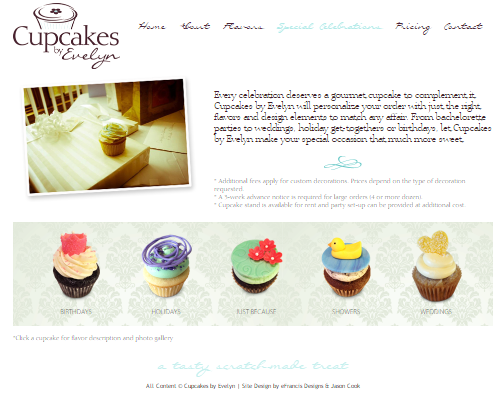 Cupcakes
by Evelyn
Home About Flavors Special Celebrations Pricing Contact
Every celebration deserves a gourmet cupcake to complement it.
Cupcakes by Evelyn will personalize your order with just the right
flavors and design elements to match any affair. From bachelorette
parties to weddings, holiday get-togethers or birthdays, let Cupcakes
by Evelyn make your special occasion that much more sweet.
* Additional fees apply for custom decorations. Prices depend on the type of decoration
requested.
* A 3-week advance notice is required for large orders (4 or more dozen).
* Cupcake stand is available for rent and party set-up can be provided at additional cost.
BIRTHDAYS HOLIDAYS JUST BECAUSE SHOWERS WEDDINGS
*Click a cupcake for flavor description and photo gallery
a tasty scratch-made treat
All Content © Cupcakes by Evelyn | Site Design by eFrancis Designs & Jason Cook